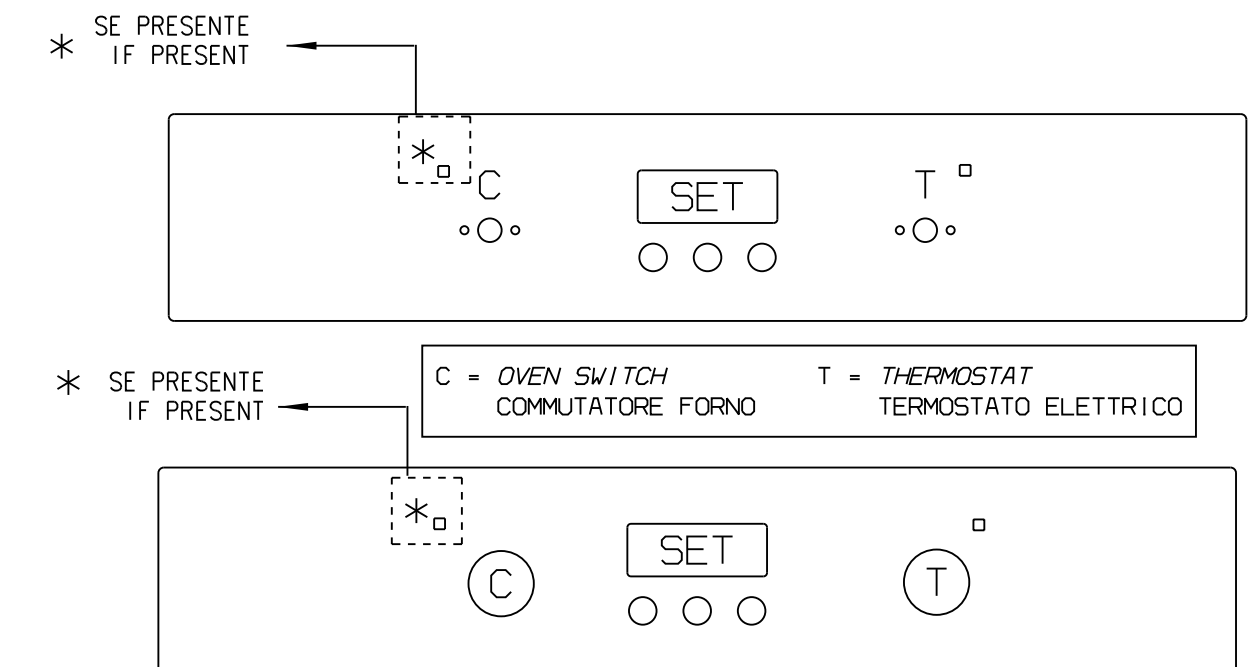 * SE PRESENTE
IF PRESENT
*
C
SET
T
C = OVEN SWITCH T = THERMOSTAT
COMMUTATORE FORNO TERMOSTATO ELETTRICO
* SE PRESENTE
IF PRESENT
*
SET
C
T